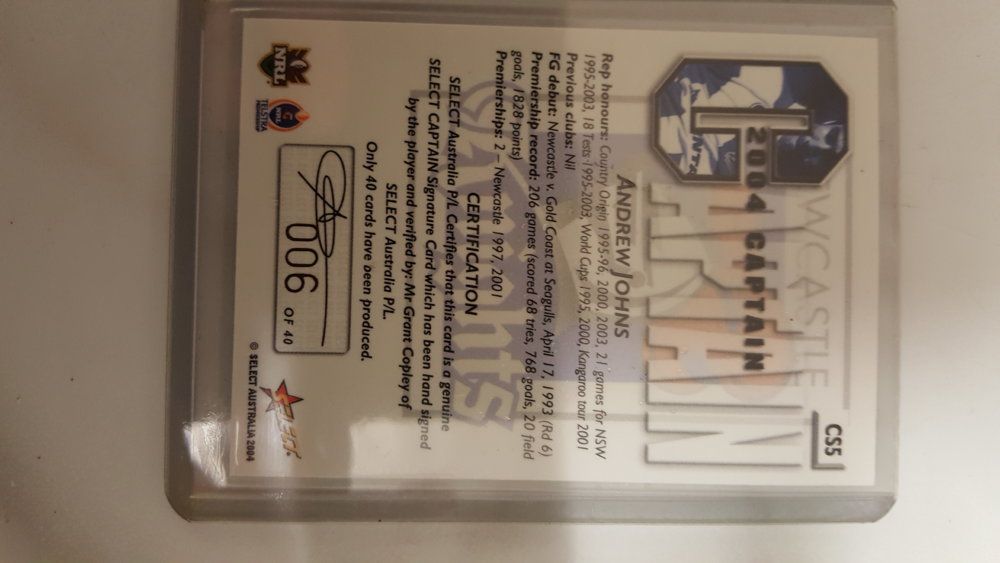 CS5
NEWCASTLE
CAPTAIN
2004 CAPTAIN
ANDREW JOHNS
Rep honours: Country Origin 1995-96, 2000, 2003, 21 games for NSW
1995-2003, 18 Tests 1995-2003, World Cups 1995, 2000, Kangaroo tour 2001
Previous clubs: Nil
FG debut: Newcastle v. Gold Coast at Seagulls, April 17, 1993 (Rd 6)
Premiership record: 206 games (scored 68 tries, 768 goals, 20 field
goals, 1828 points)
Premierships: 2 – Newcastle 1997, 2001
CERTIFICATION
SELECT Australia P/L Certifies that this card is a genuine
SELECT CAPTAIN Signature Card which has been hand signed
by the player and verified by: Mr Grant Copley of
SELECT Australia P/L.
Only 40 cards have been produced.
006 OF 40
NRL
TELSTRA
© SELECT AUSTRALIA 2004